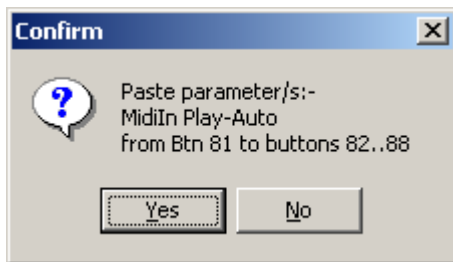 Confirm
Paste parameter/s:-
MidiIn Play-Auto
from Btn 81 to buttons 82..88
Yes No